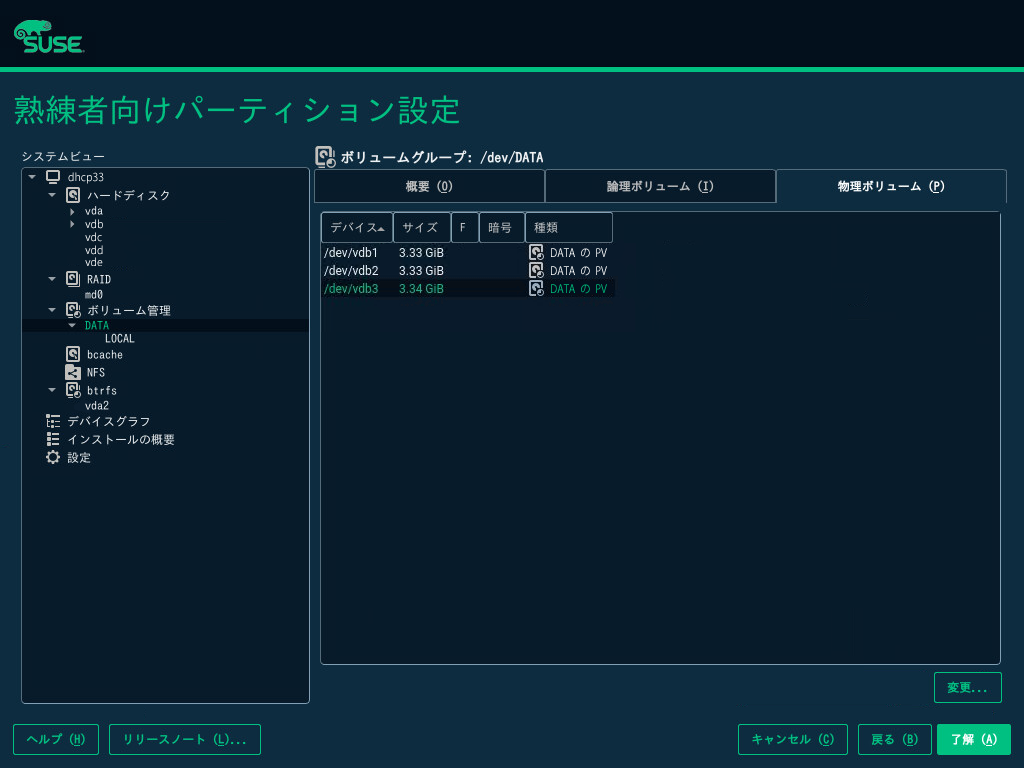 SUSE
熟練者向けパーティション設定
システムビュー
dhcp33
ハードディスク
vda
vdb
vdc
vdd
vde
RAID
md0
ボリューム管理
DATA
LOCAL
bcache
NFS
btrfs
vda2
デバイスグラフ
インストールの概要
設定
ボリュームグループ: /dev/DATA
概要 (O) 論理ボリューム (I) 物理ボリューム (P)
デバイス サイズ F 暗号 種類
/dev/vdb1 3.33 GiB DATA の PV
/dev/vdb2 3.33 GiB DATA の PV
/dev/vdb3 3.34 GiB DATA の PV
変更...
ヘルプ (H) リリースノート (L)... キャンセル (C) 戻る (B) 了解 (A)